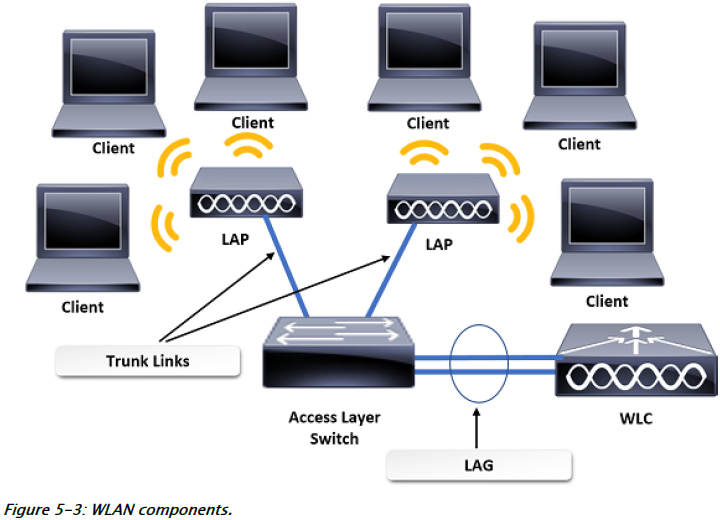 Client
Client
Client
Client
LAP
LAP
Client
Client
Trunk Links
Access Layer
Switch
WLC
LAG
Figure 5-3: WLAN components.